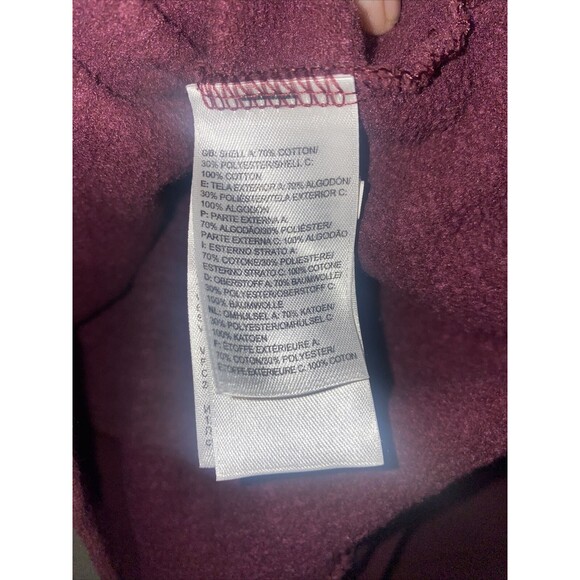 GB: SHELL A: 70% COTTON/
30% POLYESTER/SHELL C:
100% COTTON
E: TELA EXTERIOR A: 70% ALGODÓN/
30% POLIÉSTER/TELA EXTERIOR C:
100% ALGODON
P: PARTE EXTERNA A:
70% ALGODÃO/30% POLIÉSTER/
PARTE EXTERNA C: 100% ALGODÃO
I: ESTERNO STRATO A:
70% COTONE/30% POLIESTERE/
ESTERNO STRATO C: 100% COTONE
D: OBERSTOFF A: 70% BAUMWOLLE/
30% POLYESTER/OBERSTOFF C:
100% BAUMWOLLE
NL: OMHULSEL A: 70% KATOEN/
30% POLYESTER/OMHULSEL C:
100% KATOEN
F: ÉTOFFE EXTÉRIEURE A:
70% COTON/30% POLYESTER/
ÉTOFFE EXTÉRIEURE C: 100% COTON